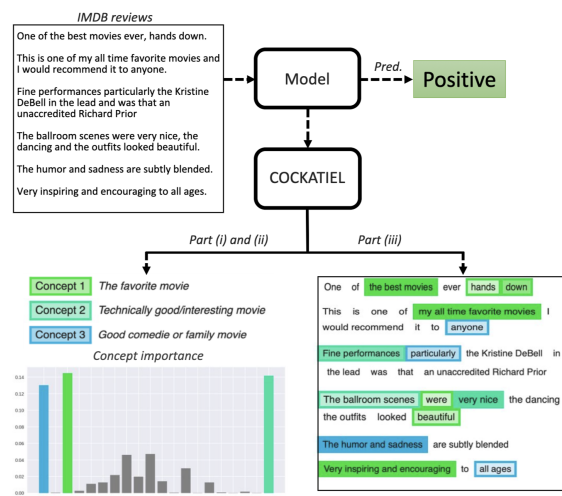 IMDB reviews
One of the best movies ever, hands down.
This is one of my all time favorite movies and
I would recommend it to anyone.
Fine performances particularly the Kristine
DeBell in the lead and was that an
unaccredited Richard Prior
The ballroom scenes were very nice, the
dancing and the outfits looked beautiful.
The humor and sadness are subtly blended.
Very inspiring and encouraging to all ages.
Model
Pred.
Positive
COCKATIEL
Part (i) and (ii)
Part (iii)
Concept 1 The favorite movie
Concept 2 Technically good/interesting movie
Concept 3 Good comedie or family movie
Concept importance
0.14
0.12
0.10
0.08
0.06
0.04
0.02
0.00
One of the best movies ever hands down
This is one of my all time favorite movies I
would recommend it to anyone
Fine performances particularly the Kristine DeBell in
the lead was that an unaccredited Richard Prior
The ballroom scenes were very nice the dancing
the outfits looked beautiful
The humor and sadness are subtly blended
Very inspiring and encouraging to all ages